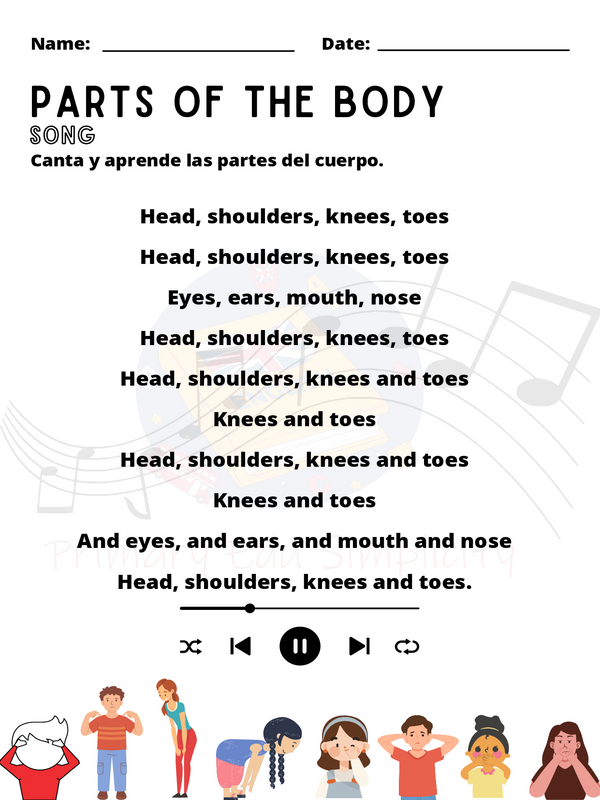 Name: Date:
PARTS OF THE BODY
SONG
Canta y aprende las partes del cuerpo.
Head, shoulders, knees, toes
Head, shoulders, knees, toes
Eyes, ears, mouth, nose
Head, shoulders, knees, toes
Head, shoulders, knees and toes
Knees and toes
Head, shoulders, knees and toes
Knees and toes
And eyes, and ears, and mouth and nose
Primary Edu Simplicity
Head, shoulders, knees and toes.